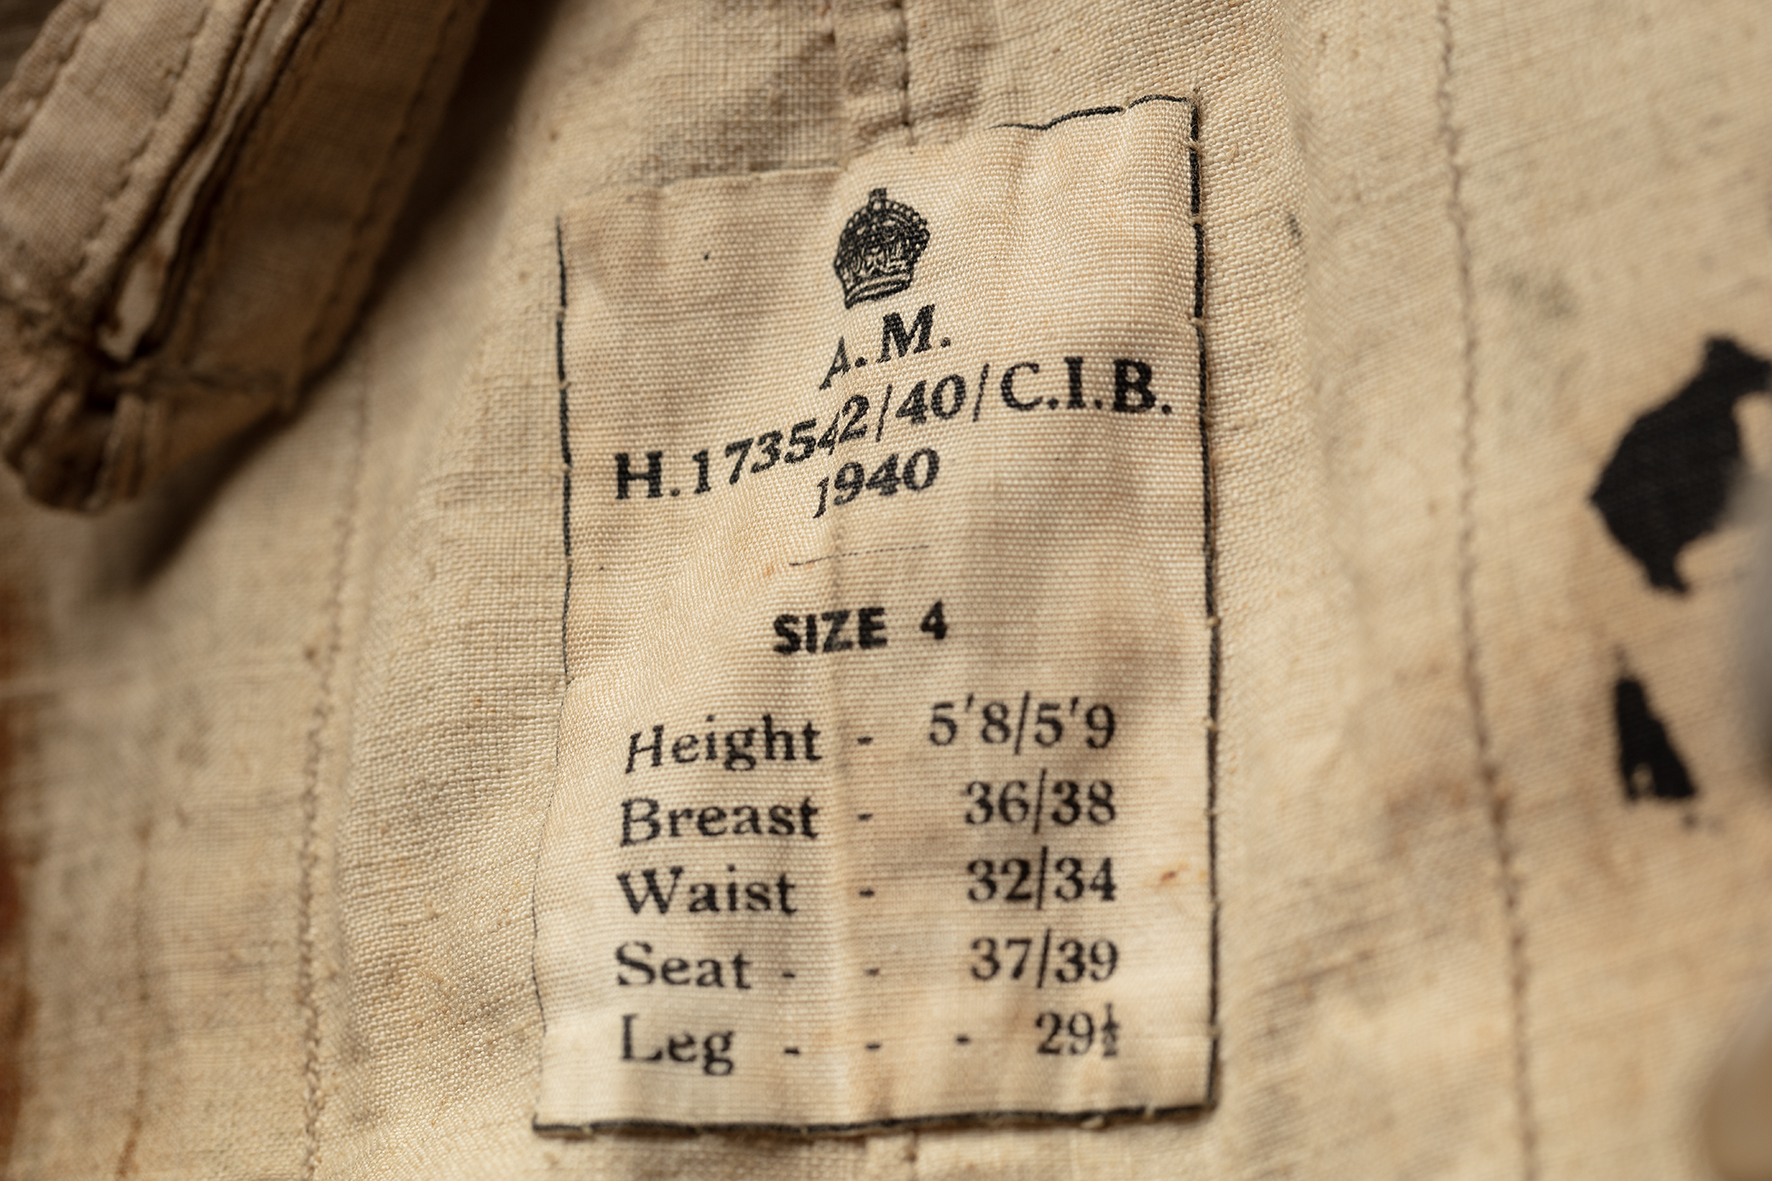 A.M.
H.173542/40/C.I.B.
1940
SIZE 4
Height - 5'8/5'9
Breast - 36/38
Waist - 32/34
Seat - - 37/39
Leg - - - 29½